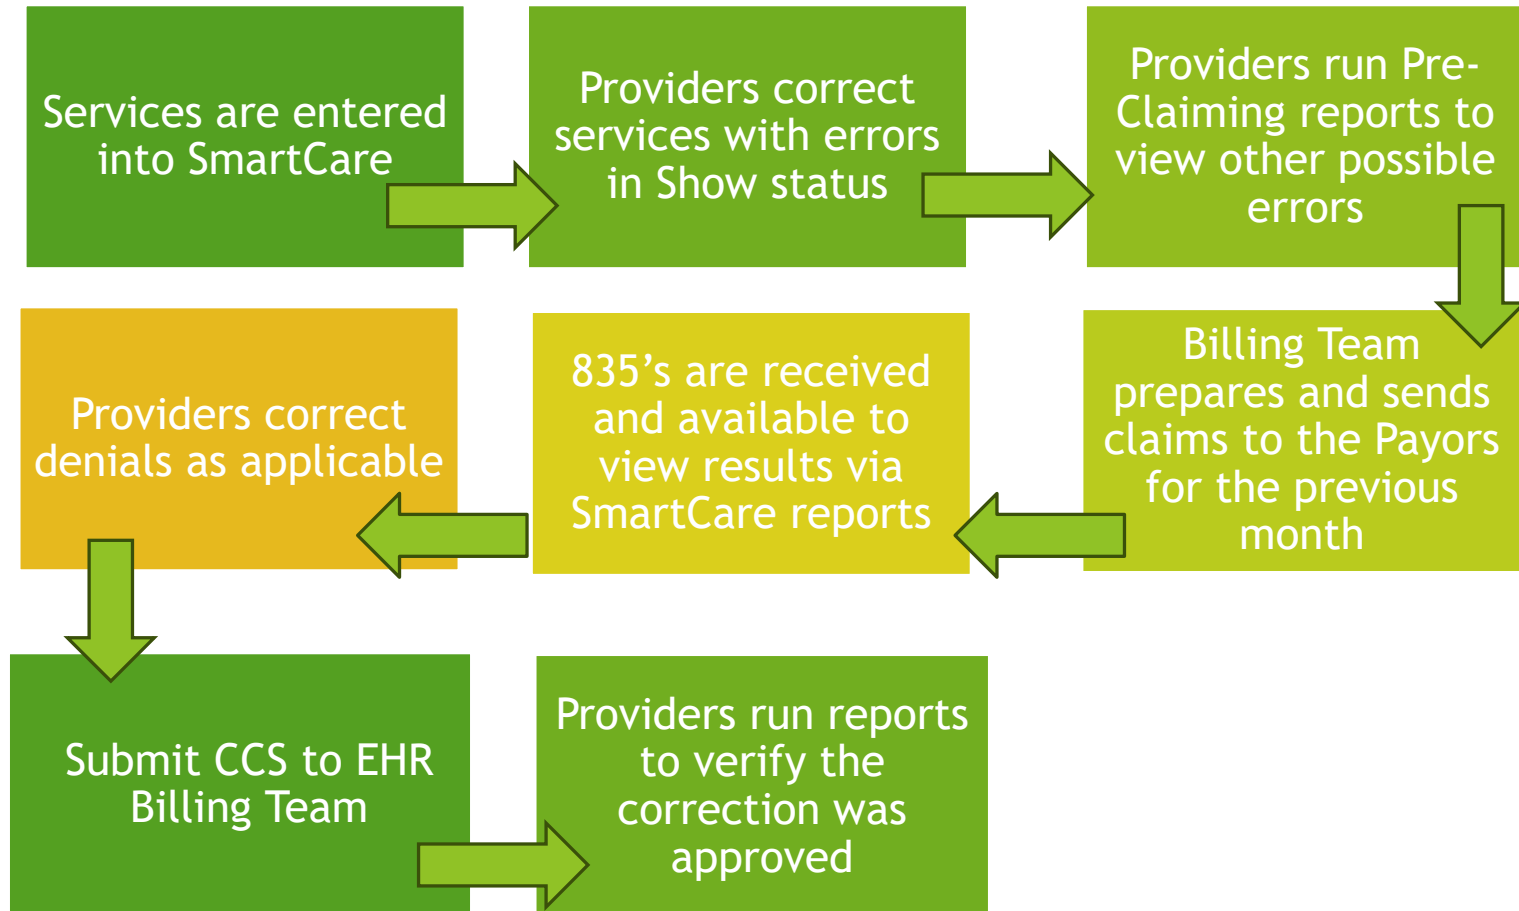 Services are entered
into SmartCare
Providers correct
services with errors
in Show status
Providers run Pre-
Claiming reports to
view other possible
errors
Billing Team
prepares and sends
claims to the Payors
for the previous
month
835’s are received
and available to
view results via
SmartCare reports
Providers correct
denials as applicable
Submit CCS to EHR
Billing Team
Providers run reports
to verify the
correction was
approved